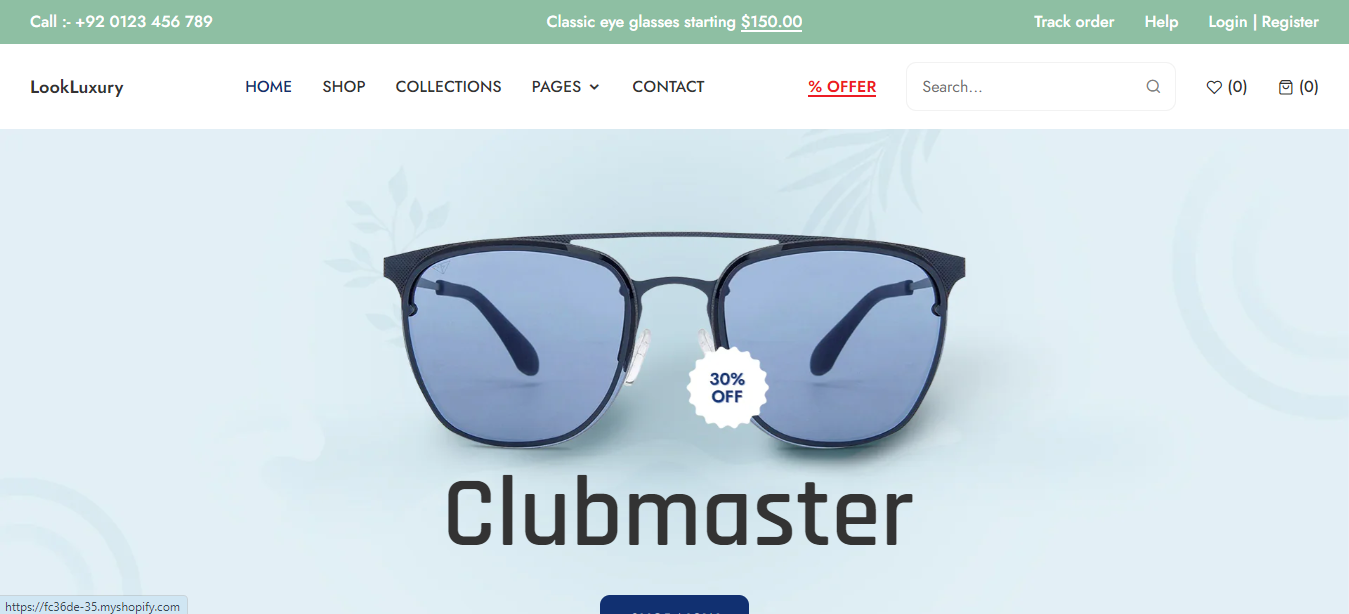 Call :- +92 0123 456 789
Classic eye glasses starting $150.00
Track order
Help
Login | Register
LookLuxury
HOME
SHOP
COLLECTIONS
PAGES
CONTACT
% OFFER
Search...
(0)
(0)
30%
OFF
Clubmaster
https://fc36de-35.myshopify.com